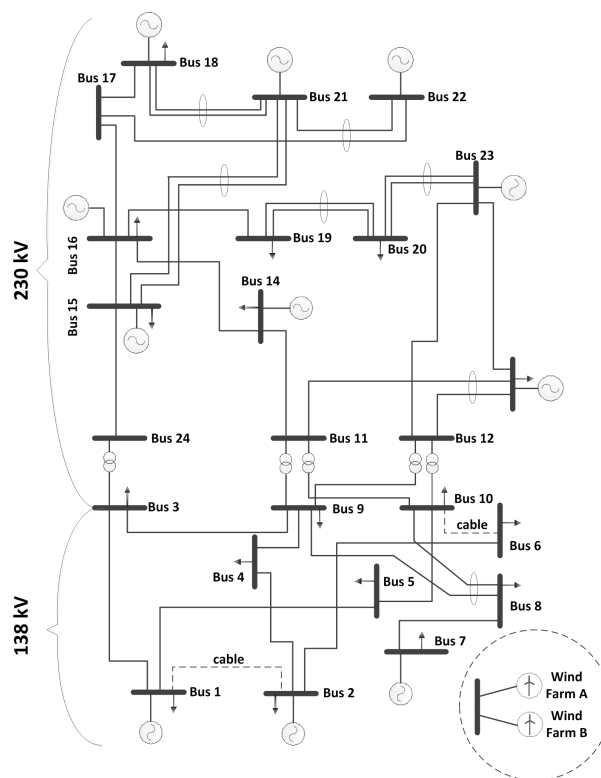 Bus 18
Bus 17
Bus 21
Bus 22
Bus 23
230 kV
Bus 16
Bus 19
Bus 20
Bus 14
Bus 15
Bus 24
Bus 11
Bus 12
Bus 3
Bus 9
Bus 10
cable
Bus 6
Bus 4
Bus 5
Bus 8
138 kV
Bus 7
cable
Bus 1
Bus 2
Wind
Farm A
Wind
Farm B